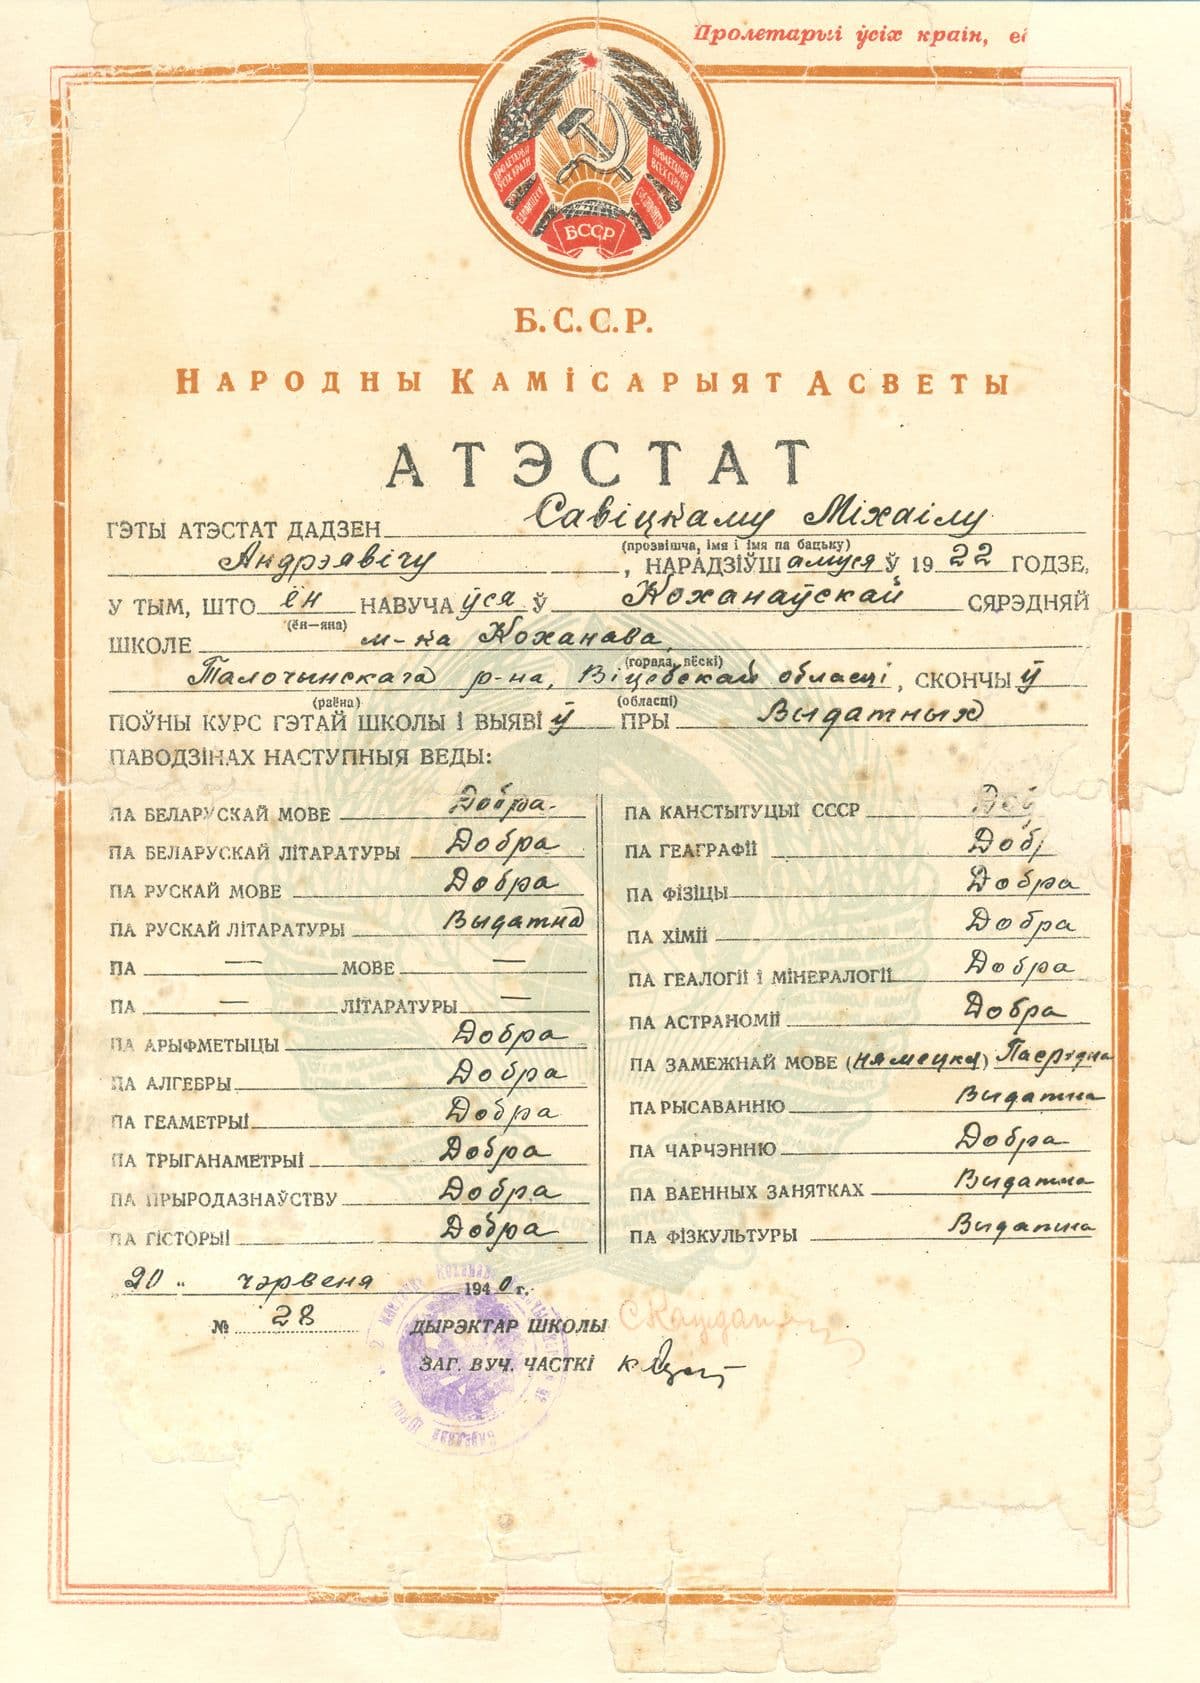 Пролетарыі ўсіх краін,
БССР
Б.С.С.Р.
НАРОДНЫ КАМІСАРЫЯТ АСВЕТЫ
АТЭСТАТ
ГЭТЫ АТЭСТАТ ДАДЗЕН Савіцкаму Міхаілу
(прозвішча, імя і імя па бацьку)
Андрэявічу, НАРАДЗІЎШ амуся Ў 1922 ГОДЗЕ,
У ТЫМ, ШТО ён НАВУЧА ўся Ў Коханаўскай СЯРЭДНЯЙ
(ён—яна)
ШКОЛЕ м-ка Коханава,
(горада, вёскі)
Талочынскага р-на, Віцебскай обласці, СКОНЧЫ ў
(раёна) (обласці)
ПОЎНЫ КУРС ГЭТАЙ ШКОЛЫ І ВЫЯВІ ў ПРЫ Выдатных
ПАВОДЗІНАХ НАСТУПНЫЯ ВЕДЫ:
ПА БЕЛАРУСКАЙ МОВЕ Добра.
ПА БЕЛАРУСКАЙ ЛІТАРАТУРЫ Добра
ПА РУСКАЙ МОВЕ Добра
ПА РУСКАЙ ЛІТАРАТУРЫ Выдатна
ПА — МОВЕ —
ПА — ЛІТАРАТУРЫ —
ПА АРЫФМЕТЫЦЫ Добра
ПА АЛГЕБРЫ Добра
ПА ГЕАМЕТРЫІ Добра
ПА ТРЫГАНАМЕТРЫІ Добра
ПА ПРЫРОДАЗНАЎСТВУ Добра
ПА ГІСТОРЫІ Добра
ПА КАНСТЫТУЦЫІ СССР Доб
ПА ГЕАГРАФІІ Доб
ПА ФІЗІЦЫ Добра
ПА ХІМІІ Добра
ПА ГЕАЛОГІІ І МІНЕРАЛОГІІ Добра
ПА АСТРАНОМІІ Добра
ПА ЗАМЕЖНАЙ МОВЕ (нямецкая) Пасрэдна
ПА РЫСАВАННЮ Выдатна
ПА ЧАРЧЭННЮ Добра
ПА ВАЕННЫХ ЗАНЯТКАХ Выдатна
ПА ФІЗКУЛЬТУРЫ Выдатна
20 " чэрвеня 1940 г.
№ 28
ДЫРЭКТАР ШКОЛЫ
ЗАГ. ВУЧ. ЧАСТКІ